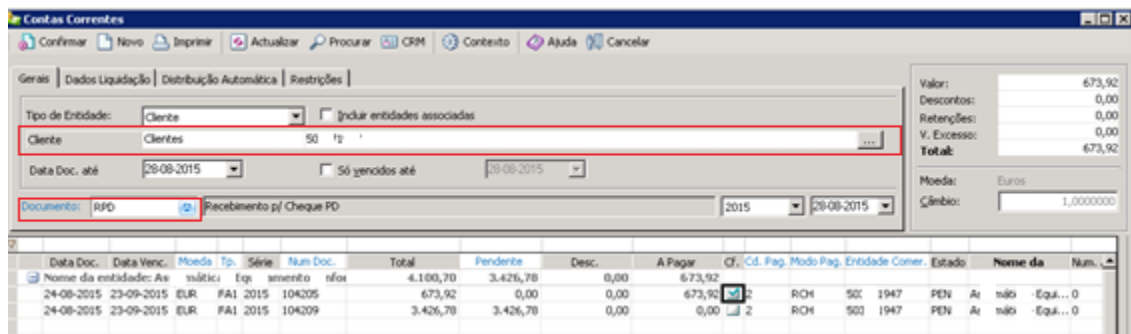 Contas Correntes
Confirmar Novo Imprimir Actualizar Procurar CRM Contexto Ajuda Cancelar
Gerais Dados Liquidação Distribuição Automática Restrições
Tipo de Entidade: Cliente Incluir entidades associadas
Cliente Clientes 50
Data Doc. até 28-08-2015 Só vencidos até 28-08-2015
Documento: RPD Recebimento p/ Cheque PD 2015 28-08-2015
Valor: 673,92
Descontos: 0,00
Retenções: 0,00
V. Excesso: 0,00
Total: 673,92
Moeda: Euros
Câmbio: 1,0000000
Data Doc. Data Venc. Moeda Tp. Série Num Doc. Total Pendente Desc. A Pagar Cf. Cd. Pag. Modo Pag. Entidade Comer. Estado Nome da Num.
Nome da entidade: 4.100,70 3.426,78 0,00 673,92
24-08-2015 23-09-2015 EUR FA1 2015 104205 673,92 0,00 0,00 673,92 2 RCH 1947 PEN 0
24-08-2015 23-09-2015 EUR FA1 2015 104209 3.426,78 3.426,78 0,00 0,00 2 RCH 1947 PEN 0